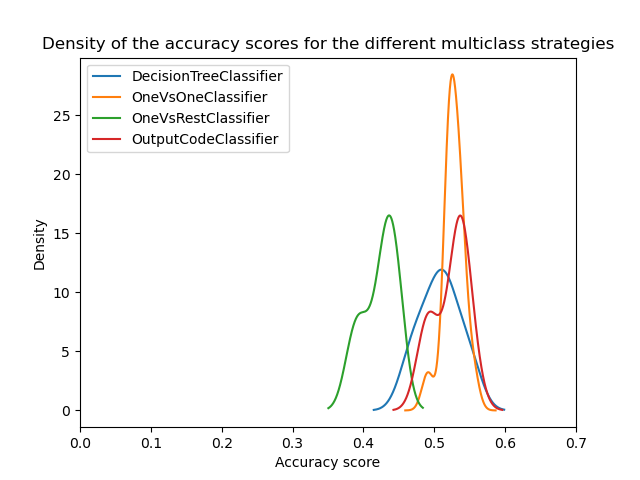 Density of the accuracy scores for the different multiclass strategies
DecisionTreeClassifier
OneVsOneClassifier
OneVsRestClassifier
OutputCodeClassifier
Density
25
20
15
10
5
0
0.0 0.1 0.2 0.3 0.4 0.5 0.6 0.7
Accuracy score